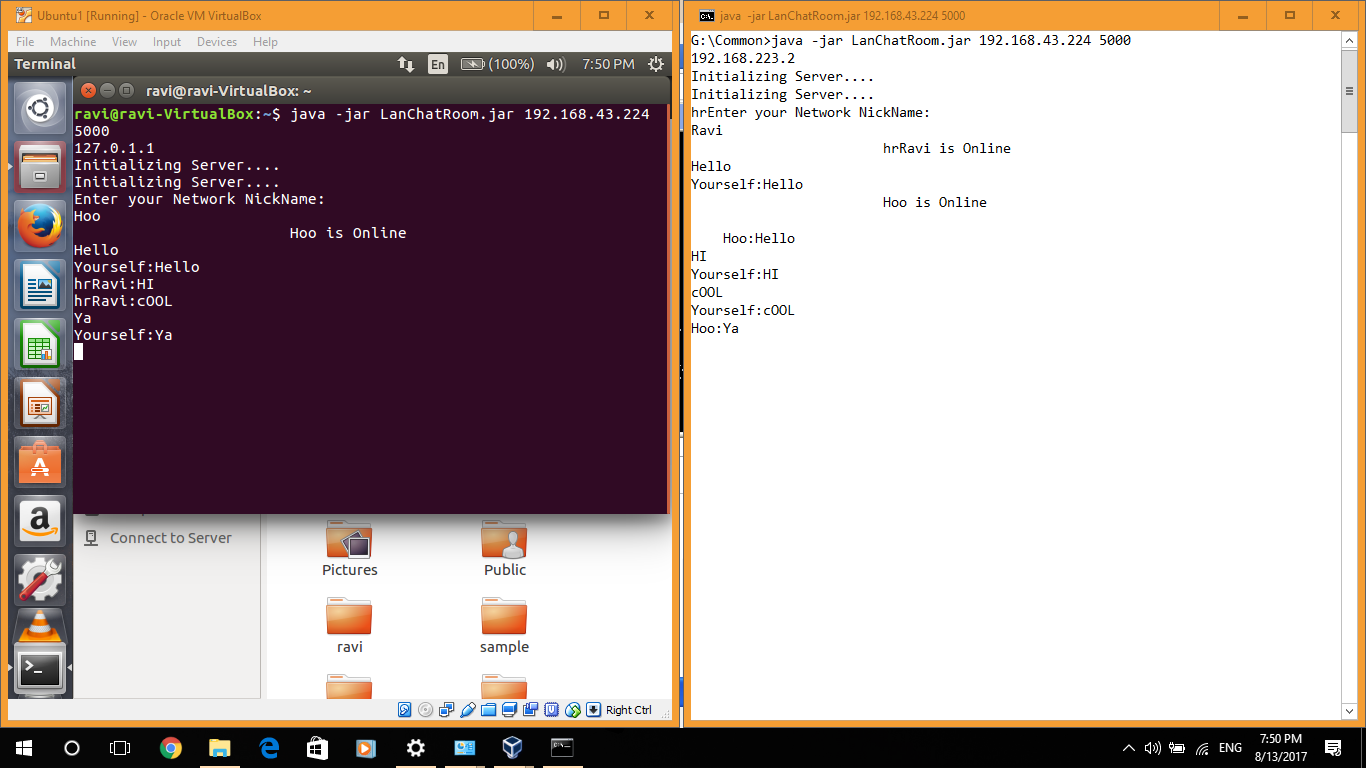 Ubuntu1 [Running] - Oracle VM VirtualBox
File Machine View Input Devices Help
Terminal
En (100%) 7:50 PM
ravi@ravi-VirtualBox: ~
ravi@ravi-VirtualBox:~$ java -jar LanChatRoom.jar 192.168.43.224
5000
127.0.1.1
Initializing Server....
Initializing Server....
Enter your Network NickName:
Hoo
Hoo is Online
Hello
Yourself:Hello
hrRavi:HI
hrRavi:cOOL
Ya
Yourself:Ya
Connect to Server
Pictures
Public
ravi
sample
Right Ctrl
java -jar LanChatRoom.jar 192.168.43.224 5000
G:\Common>java -jar LanChatRoom.jar 192.168.43.224 5000
192.168.223.2
Initializing Server....
Initializing Server....
hrEnter your Network NickName:
Ravi
hrRavi is Online
Hello
Yourself:Hello
Hoo is Online
Hoo:Hello
HI
Yourself:HI
cOOL
Yourself:cOOL
Hoo:Ya
ENG
7:50 PM
8/13/2017